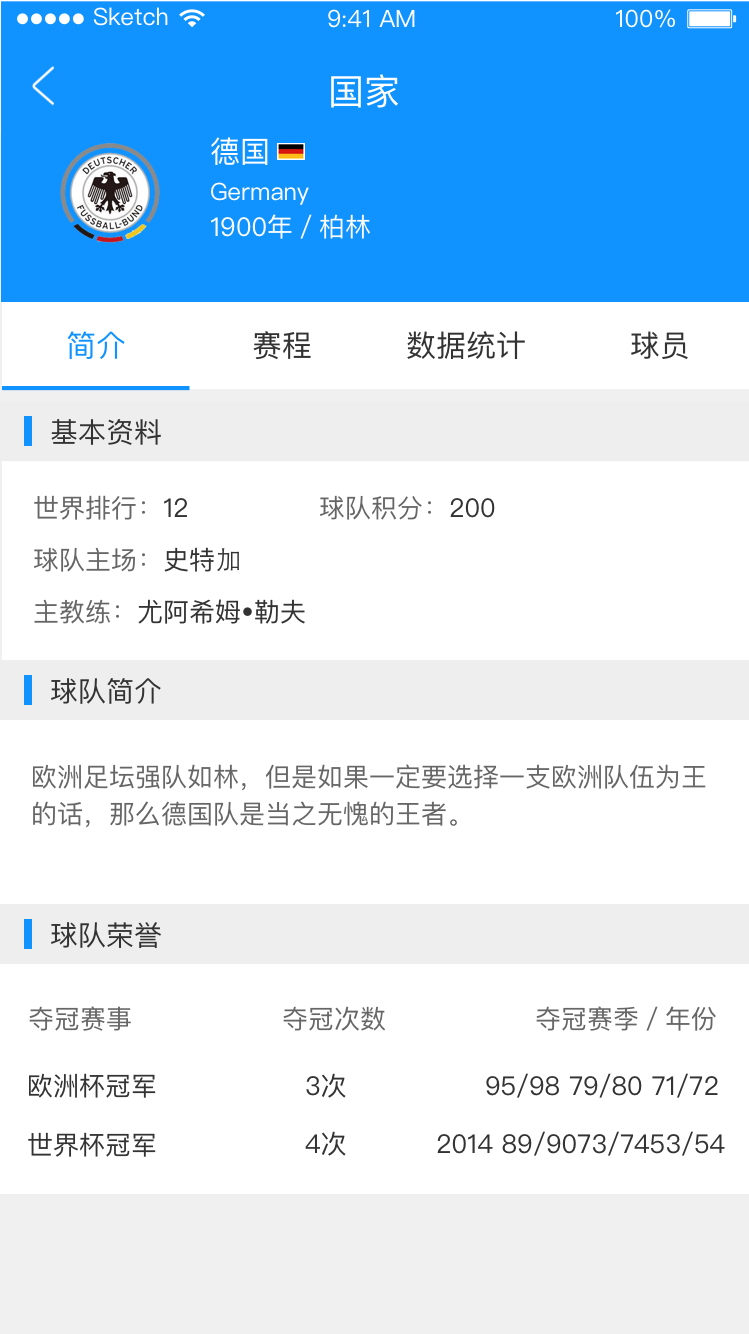 Sketch 9:41 AM 100%
国家
德国
DEUTSCHER FUSSBALL-BUND
Germany
1900年 / 柏林
简介 赛程 数据统计 球员
基本资料
世界排行：12 球队积分：200
球队主场：史特加
主教练：尤阿希姆•勒夫
球队简介
欧洲足坛强队如林，但是如果一定要选择一支欧洲队伍为王
的话，那么德国队是当之无愧的王者。
球队荣誉
夺冠赛事 夺冠次数 夺冠赛季 / 年份
欧洲杯冠军 3次 95/98 79/80 71/72
世界杯冠军 4次 2014 89/9073/7453/54